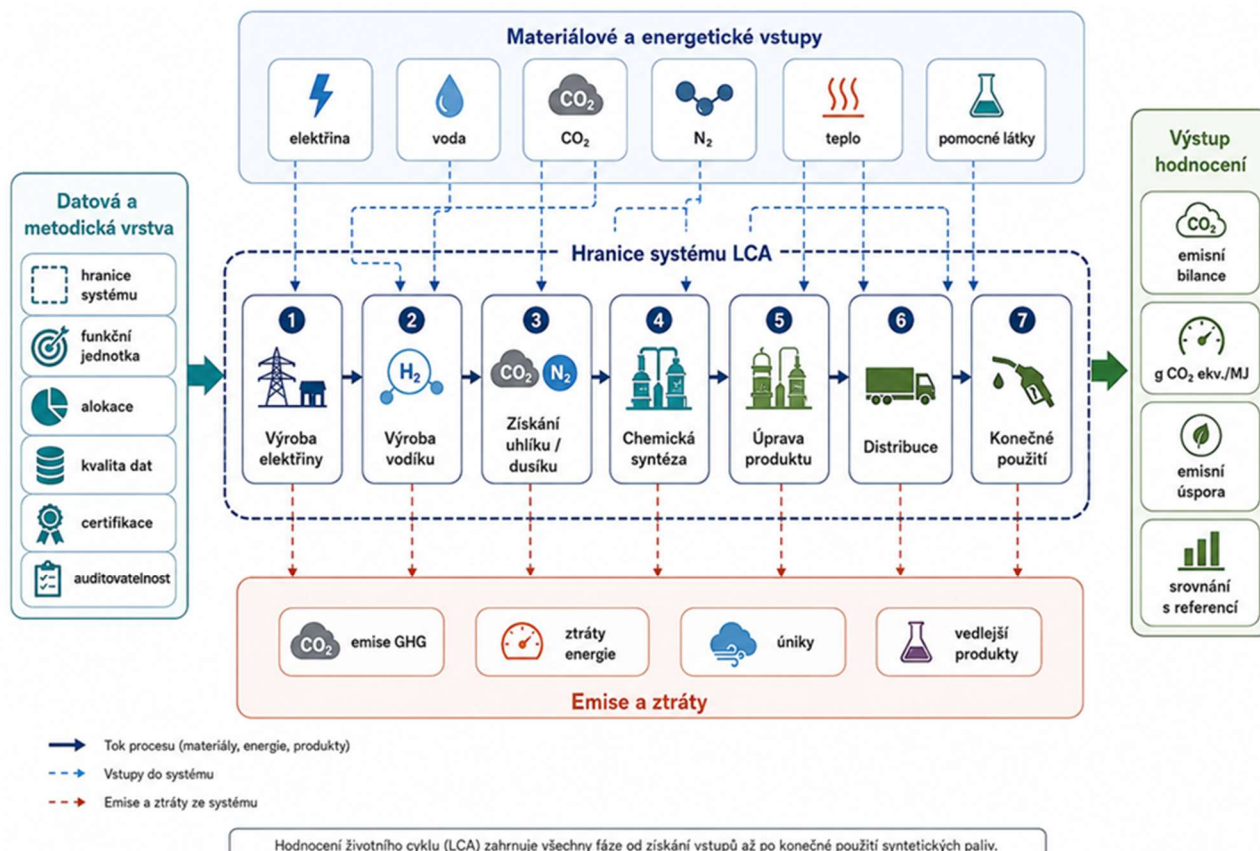 Materiálové a energetické vstupy
elektřina
voda
CO₂
CO₂
N₂
teplo
pomocné látky
Datová a
metodická vrstva
hranice
systému
funkční
jednotka
alokace
kvalita dat
certifikace
auditovatelnost
Hranice systému LCA
1
Výroba
elektřiny
2
H₂
Výroba
vodíku
3
CO₂
N₂
Získání
uhlíku /
dusíku
4
Chemická
syntéza
5
Úprava
produktu
6
Distribuce
7
Konečné
použití
Výstup
hodnocení
CO₂
emisní
bilance
g CO₂ ekv./MJ
emisní
úspora
srovnání
s referencí
CO₂
emise GHG
ztráty
energie
úniky
vedlejší
produkty
Emise a ztráty
Tok procesu (materiály, energie, produkty)
Vstupy do systému
Emise a ztráty ze systému
Hodnocení životního cyklu (LCA) zahrnuje všechny fáze od získání vstupů až po konečné použití syntetických paliv.